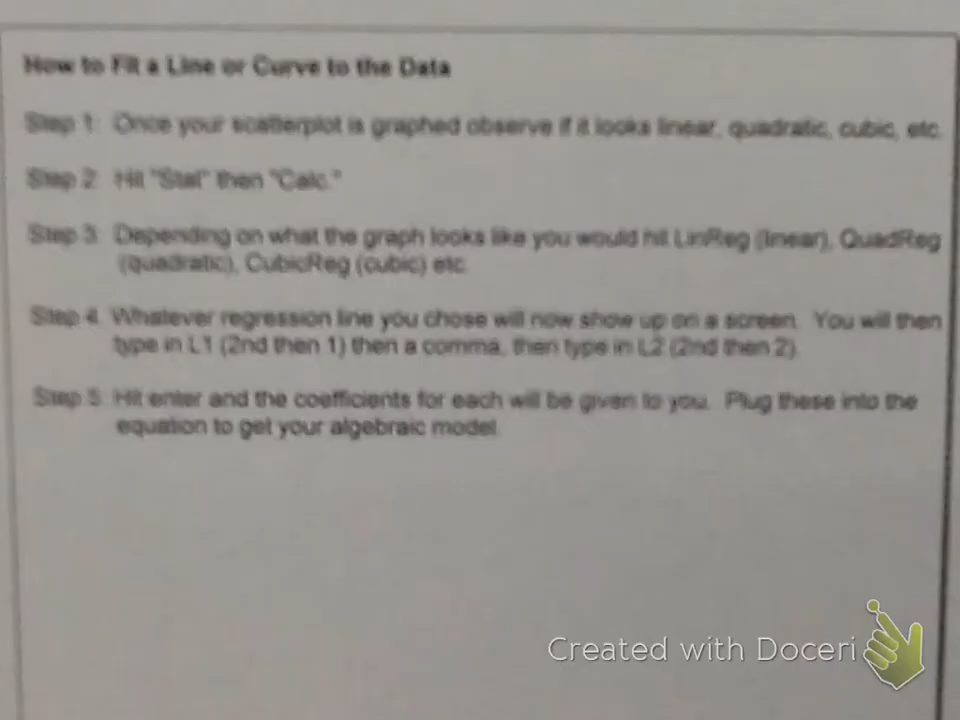 How to Fit a Line or Curve to the Data
Step 1: Once your scatterplot is graphed observe if it looks linear, quadratic, cubic, etc.
Step 2: Hit "Stat" then "Calc."
Step 3: Depending on what the graph looks like you would hit LinReg (linear), QuadReg
(quadratic), CubicReg (cubic) etc.
Step 4: Whatever regression line you chose will now show up on a screen. You will then
type in L1 (2nd then 1) then a comma, then type in L2 (2nd then 2).
Step 5: Hit enter and the coefficients for each will be given to you. Plug these into the
equation to get your algebraic model.
Created with Doceri